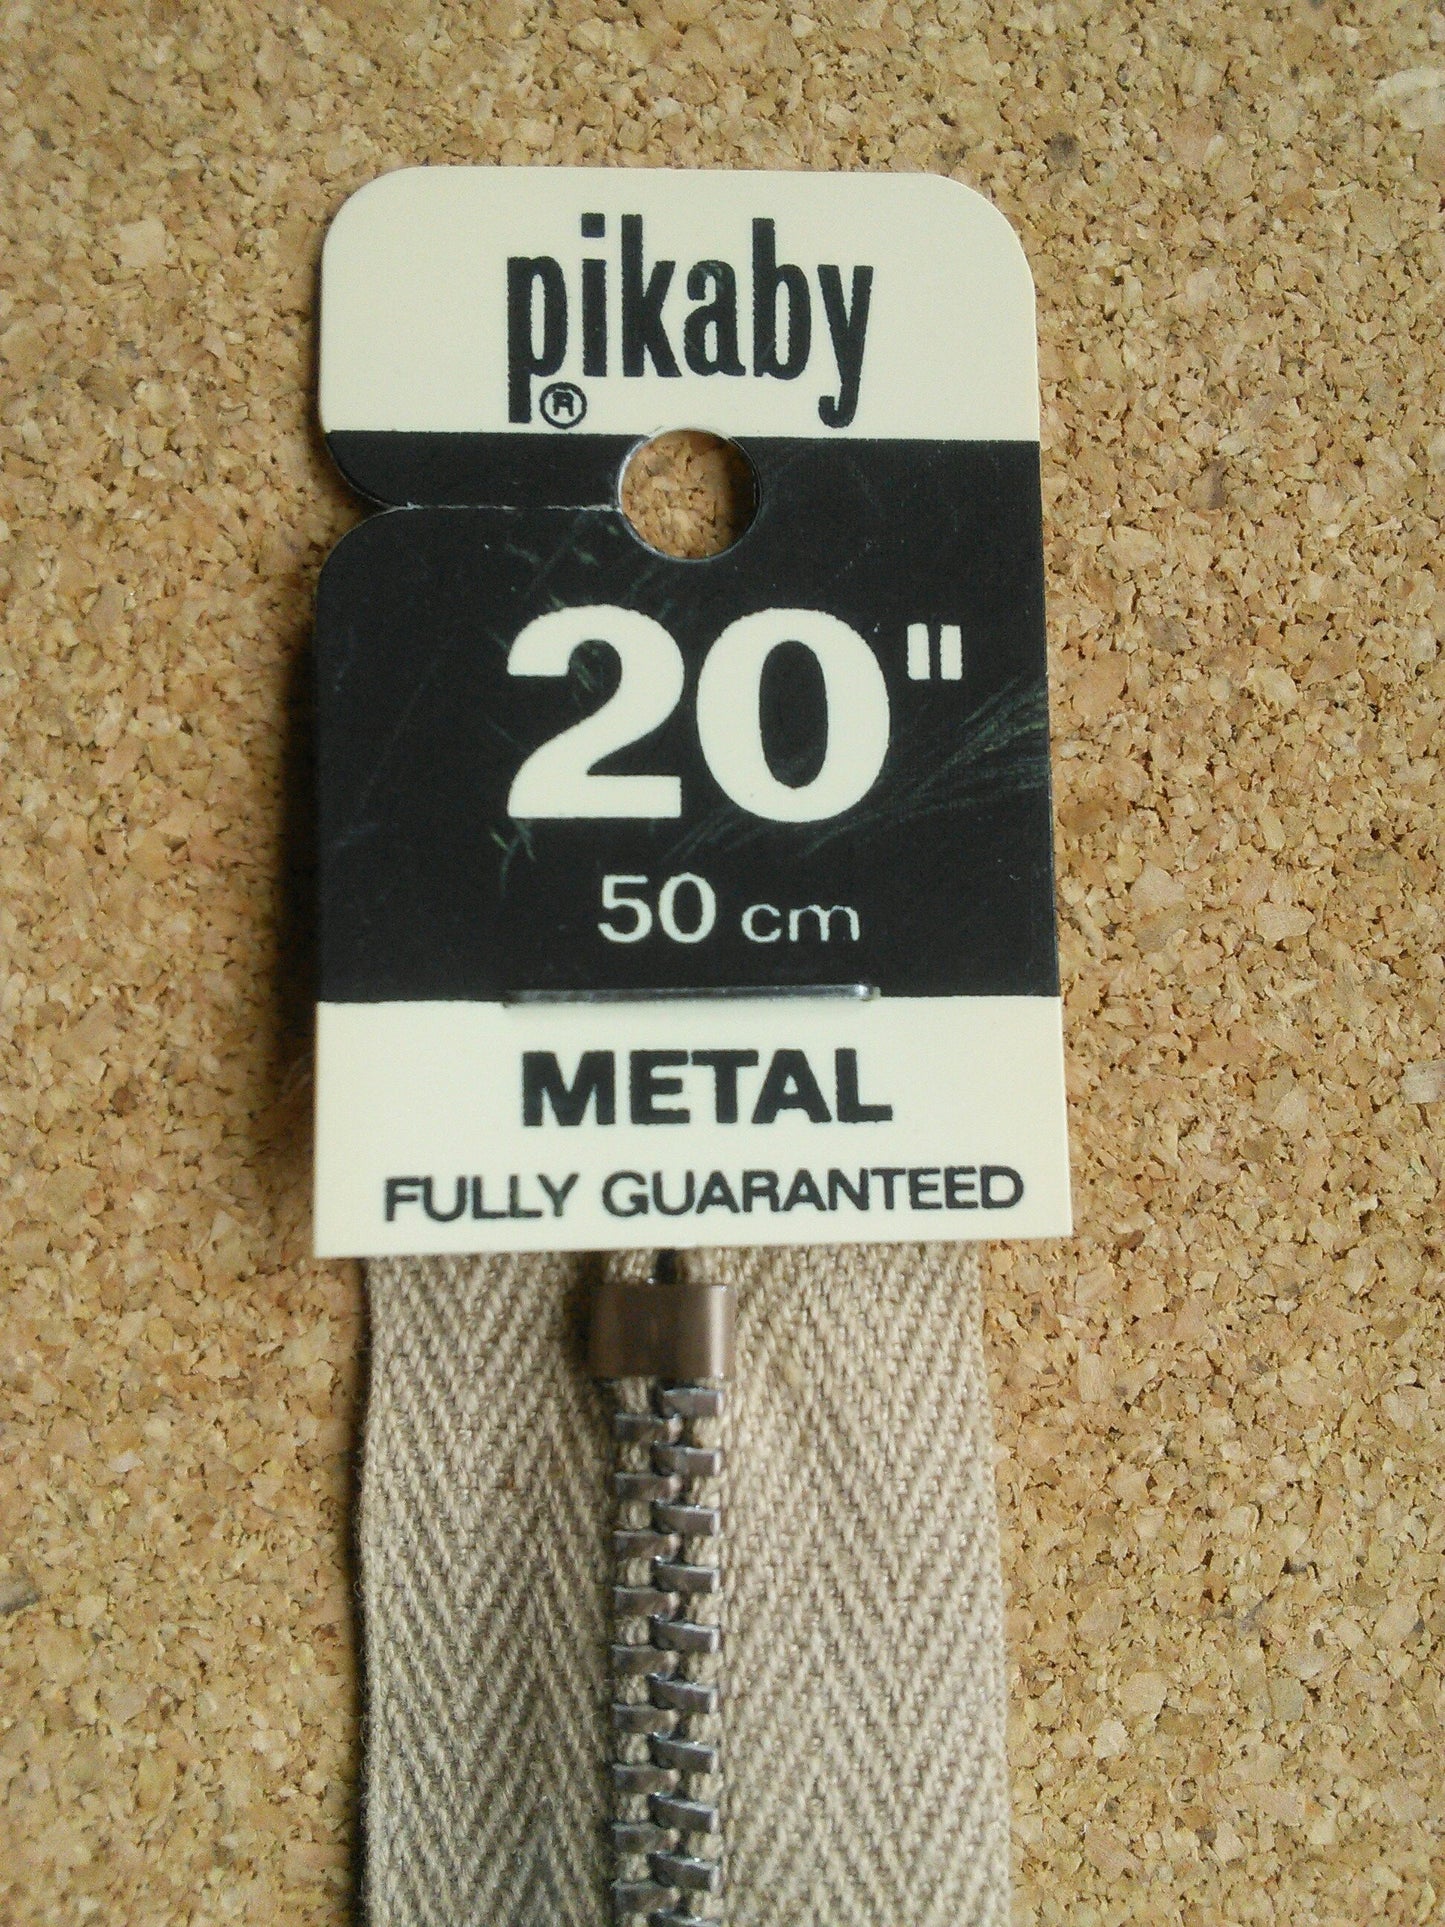 pikaby
®
20"
50 cm
METAL
FULLY GUARANTEED